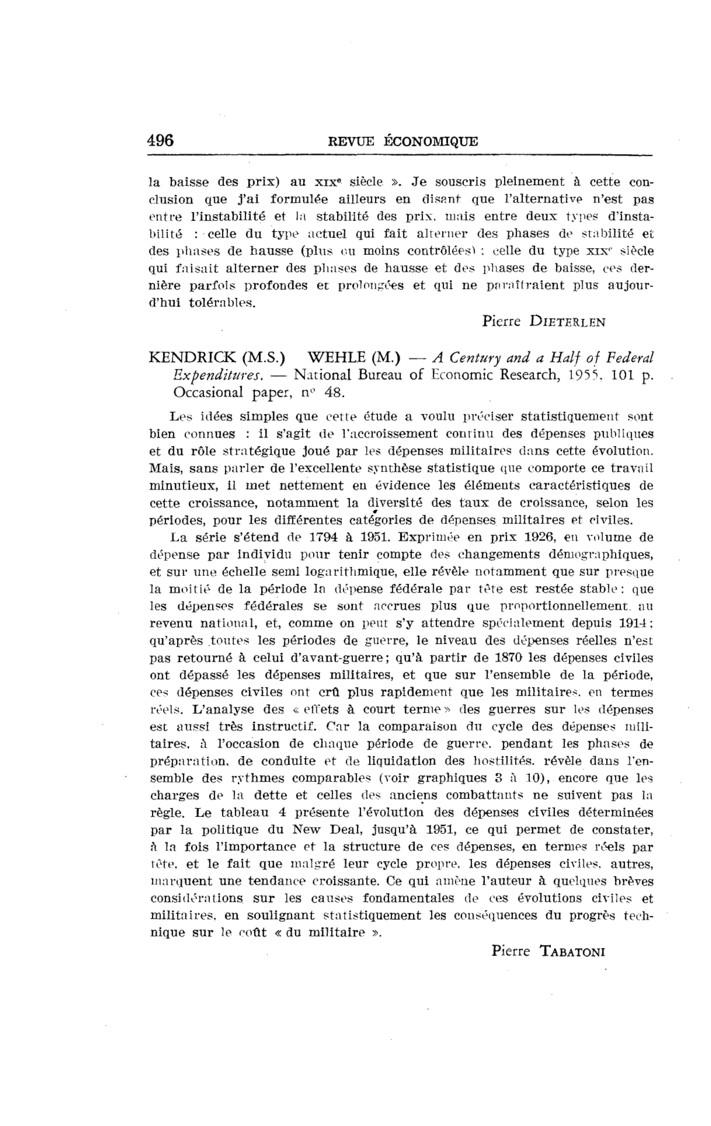 496
REVUE ÉCONOMIQUE
la baisse des prix) au XIXe siècle ». Je souscris pleinement à cette con-
clusion que j'ai formulée ailleurs en disant que l'alternative n'est pas
entre l'instabilité et la stabilité des prix, mais entre deux types d'insta-
bilité : celle du type actuel qui fait alterner des phases de stabilité et
des phases de hausse (plus ou moins contrôlées) ; celle du type XIXe siècle
qui faisait alterner des phases de hausse et des phases de baisse, ces der-
nière parfois profondes et prolongées et qui ne paraîtraient plus aujour-
d'hui tolérables.
Pierre DIETERLEN
KENDRICK (M.S.) WEHLE (M.) — A Century and a Half of Federal
Expenditures. — National Bureau of Economic Research, 1955. 101 p.
Occasional paper, n° 48.
Les idées simples que cette étude a voulu préciser statistiquement sont
bien connues : il s'agit de l'accroissement continu des dépenses publiques
et du rôle stratégique joué par les dépenses militaires dans cette évolution.
Mais, sans parler de l'excellente synthèse statistique que comporte ce travail
minutieux, il met nettement en évidence les éléments caractéristiques de
cette croissance, notamment la diversité des taux de croissance, selon les
périodes, pour les différentes catégories de dépenses militaires et civiles.
La série s'étend de 1794 à 1951. Exprimée en prix 1926, en volume de
dépense par individu pour tenir compte des changements démographiques,
et sur une échelle semi logarithmique, elle révèle notamment que sur presque
la moitié de la période la dépense fédérale par tête est restée stable ; que
les dépenses fédérales se sont accrues plus que proportionnellement au
revenu national, et, comme on peut s'y attendre spécialement depuis 1914 ;
qu'après toutes les périodes de guerre, le niveau des dépenses réelles n'est
pas retourné à celui d'avant-guerre ; qu'à partir de 1870 les dépenses civiles
ont dépassé les dépenses militaires, et que sur l'ensemble de la période,
ces dépenses civiles ont crû plus rapidement que les militaires, en termes
réels. L'analyse des « effets à court terme » des guerres sur les dépenses
est aussi très instructif. Car la comparaison du cycle des dépenses mili-
taires, à l'occasion de chaque période de guerre, pendant les phases de
préparation, de conduite et de liquidation des hostilités, révèle dans l'en-
semble des rythmes comparables (voir graphiques 3 à 10), encore que les
charges de la dette et celles des anciens combattants ne suivent pas la
règle. Le tableau 4 présente l'évolution des dépenses civiles déterminées
par la politique du New Deal, jusqu'à 1951, ce qui permet de constater,
à la fois l'importance et la structure de ces dépenses, en termes réels par
tête, et le fait que malgré leur cycle propre, les dépenses civiles, autres,
marquent une tendance croissante. Ce qui amène l'auteur à quelques brèves
considérations sur les causes fondamentales de ces évolutions civiles et
militaires, en soulignant statistiquement les conséquences du progrès tech-
nique sur le coût « du militaire ».
Pierre TABATONI